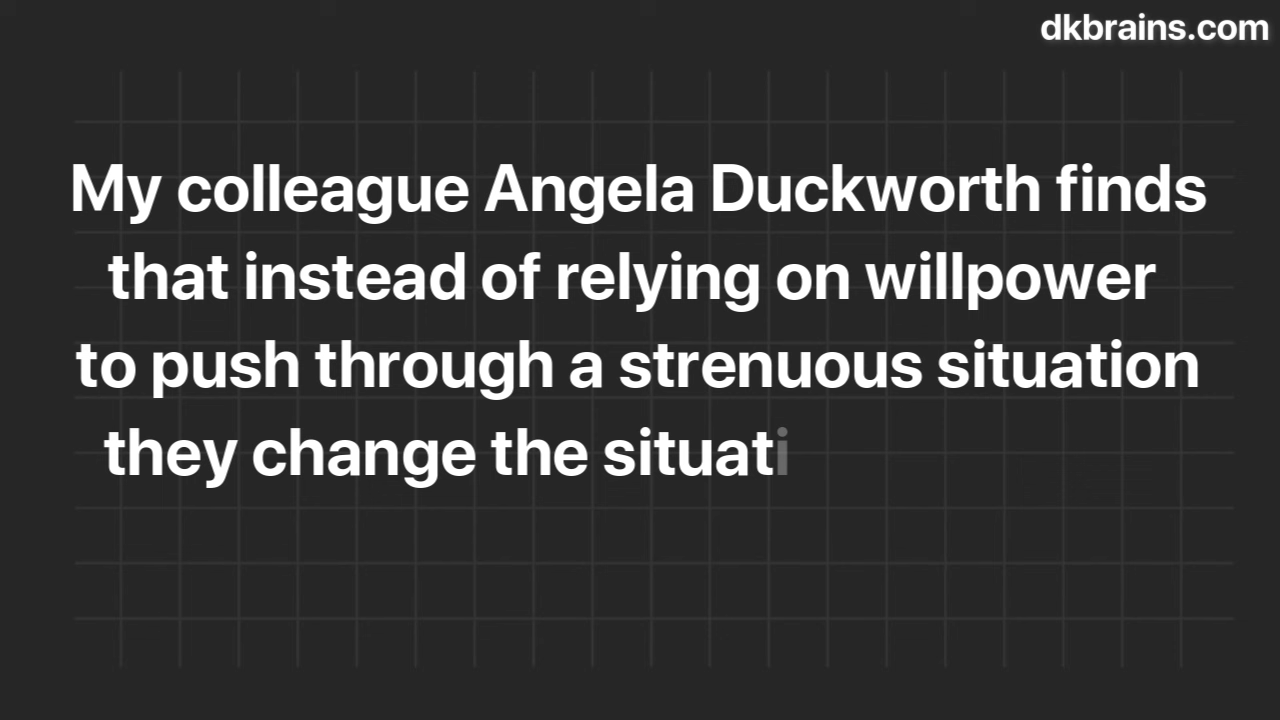 dkbrains.com
My colleague Angela Duckworth finds
that instead of relying on willpower
to push through a strenuous situation
they change the situati